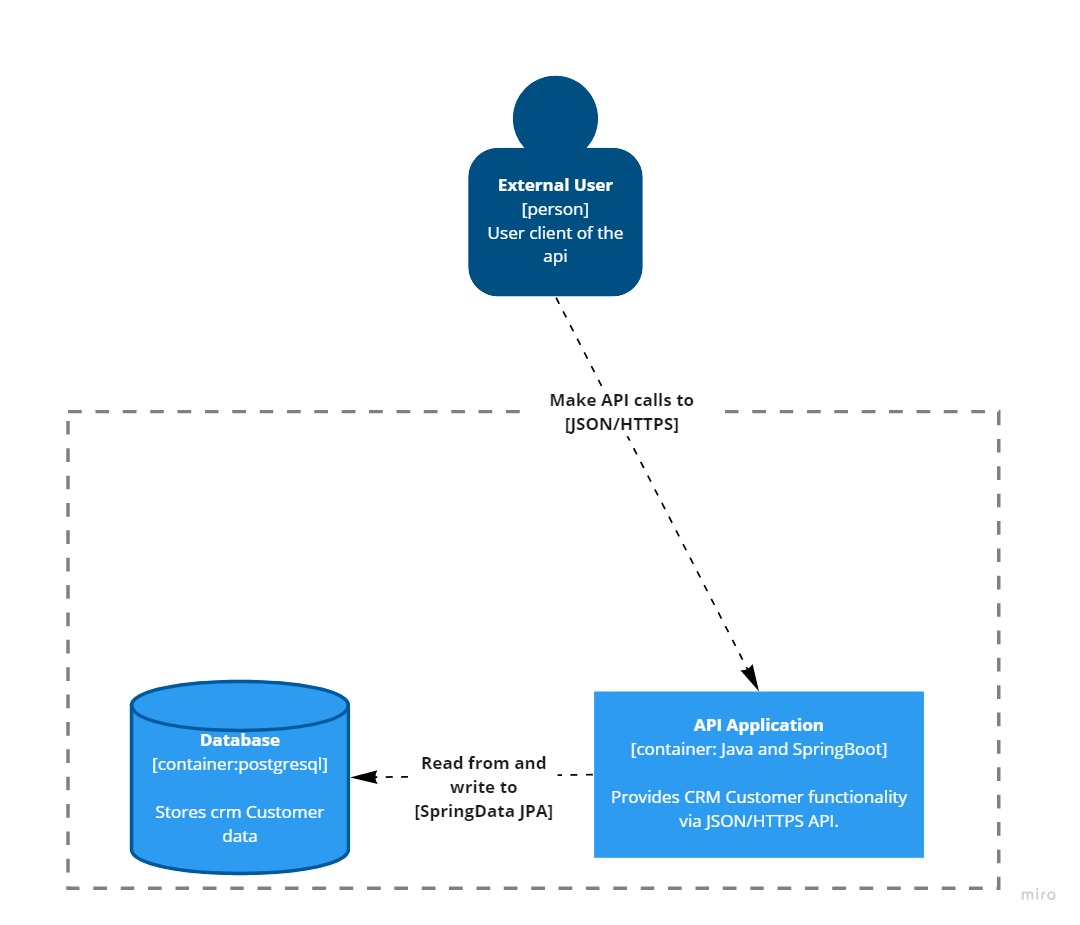 External User
[person]
User client of the
api
Make API calls to
[JSON/HTTPS]
Database
[container:postgresql]
Stores crm Customer
data
Read from and
write to
[SpringData JPA]
API Application
[container: Java and SpringBoot]
Provides CRM Customer functionality
via JSON/HTTPS API.
miro